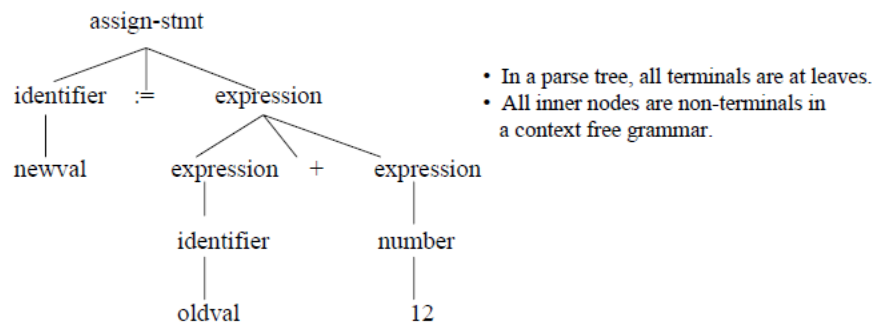 assign-stmt
identifier := expression
newval expression + expression
identifier number
oldval 12
• In a parse tree, all terminals are at leaves.
• All inner nodes are non-terminals in
a context free grammar.